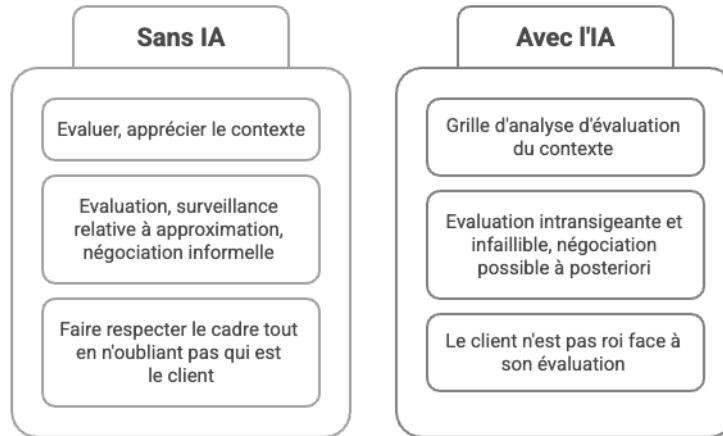 Sans IA
Evaluer, apprécier le contexte
Evaluation, surveillance
relative à approximation,
négociation informelle
Faire respecter le cadre tout
en n'oubliant pas qui est
le client
Avec l'IA
Grille d'analyse d'évaluation
du contexte
Evaluation intransigeante et
infaillible, négociation
possible à posteriori
Le client n'est pas roi face à
son évaluation